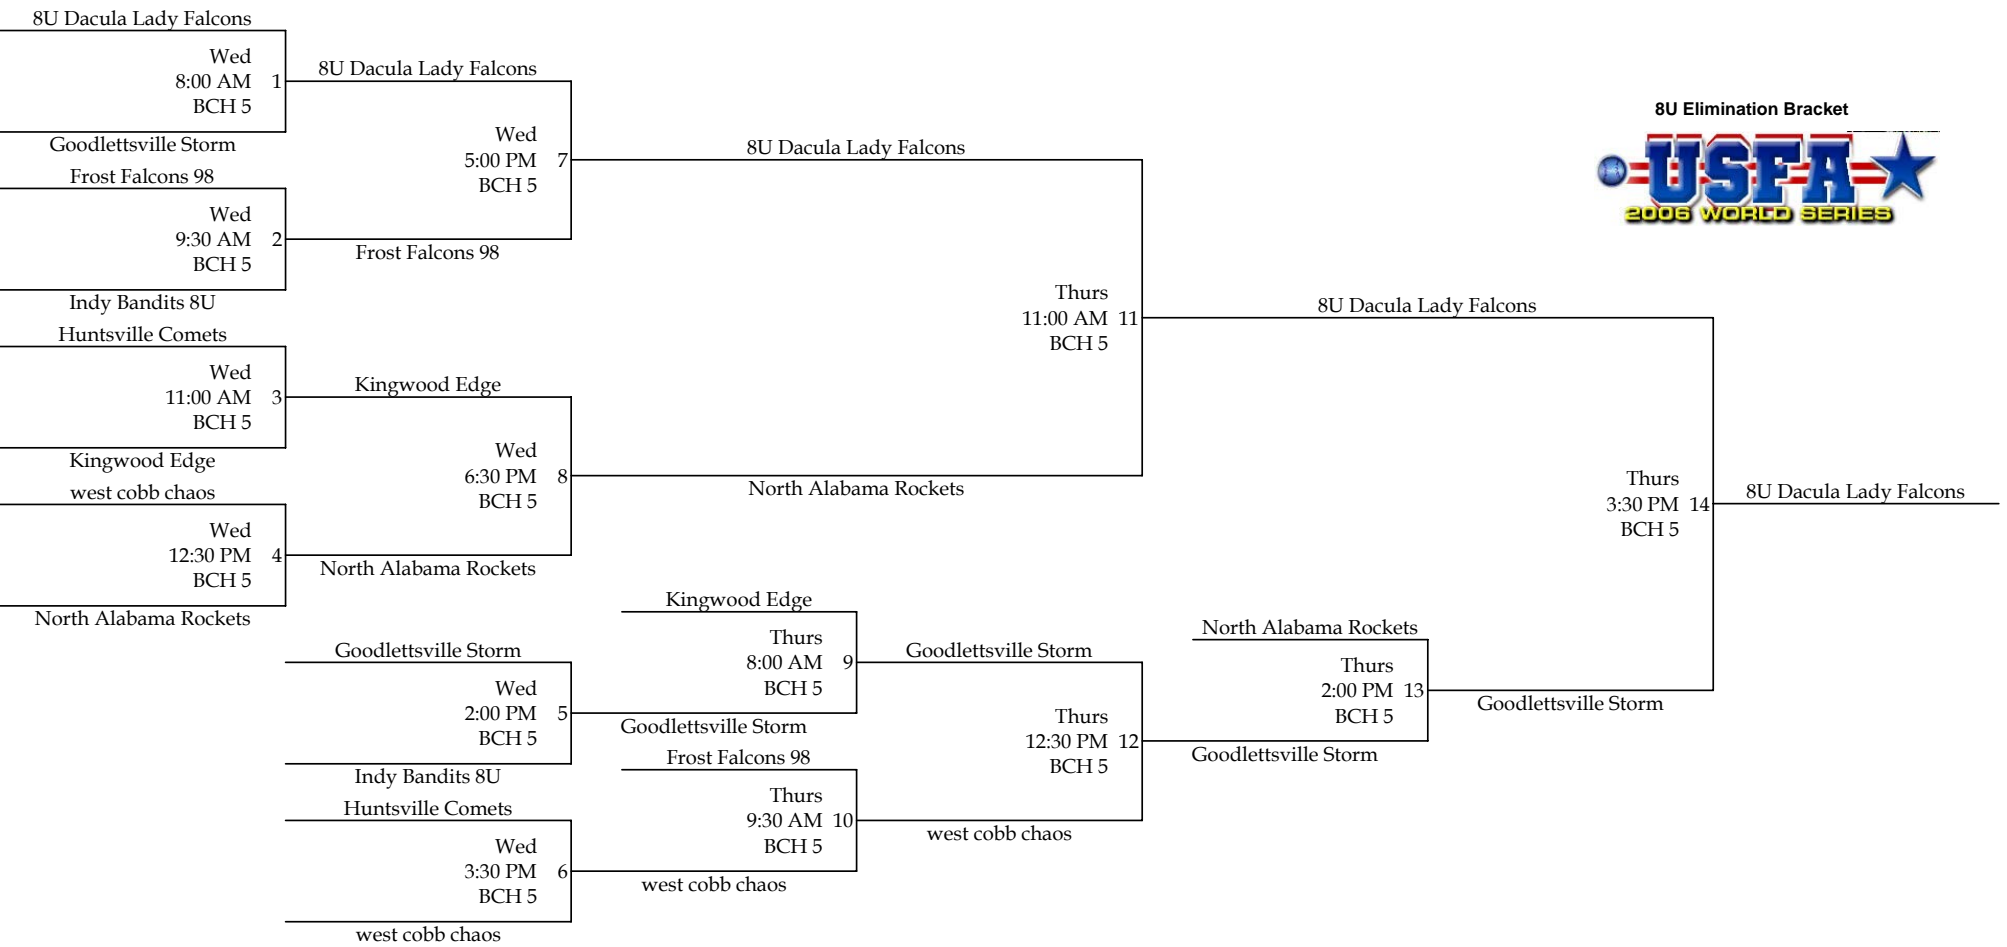 8U Dacula Lady Falcons
Wed
8:00 AM 1
BCH 5
Goodlettsville Storm
8U Dacula Lady Falcons
Frost Falcons 98
Wed
9:30 AM 2
BCH 5
Indy Bandits 8U
Wed
5:00 PM 7
BCH 5
Frost Falcons 98
8U Dacula Lady Falcons
Huntsville Comets
Wed
11:00 AM 3
BCH 5
Kingwood Edge
Kingwood Edge
west cobb chaos
Wed
12:30 PM 4
BCH 5
North Alabama Rockets
Wed
6:30 PM 8
BCH 5
North Alabama Rockets
North Alabama Rockets
Thurs
11:00 AM 11
BCH 5
8U Dacula Lady Falcons
8U Elimination Bracket
USFA
2006 WORLD SERIES
Goodlettsville Storm
Wed
2:00 PM 5
BCH 5
Indy Bandits 8U
Huntsville Comets
Wed
3:30 PM 6
BCH 5
west cobb chaos
Kingwood Edge
Thurs
8:00 AM 9
BCH 5
Goodlettsville Storm
Frost Falcons 98
Thurs
9:30 AM 10
BCH 5
west cobb chaos
Goodlettsville Storm
Thurs
12:30 PM 12
BCH 5
west cobb chaos
North Alabama Rockets
Thurs
2:00 PM 13
BCH 5
Goodlettsville Storm
Goodlettsville Storm
Thurs
3:30 PM 14
BCH 5
8U Dacula Lady Falcons